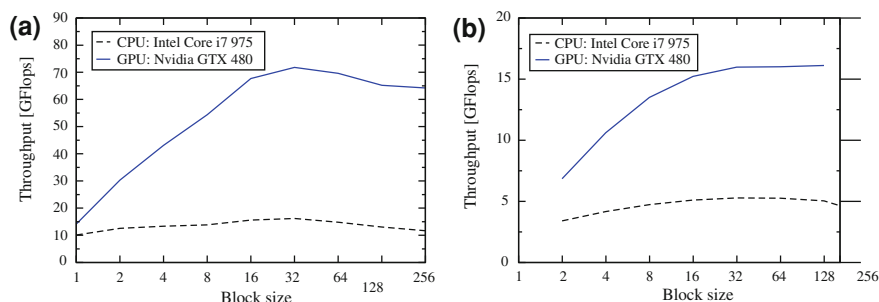 (a)
Throughput [GFlops]
90
80
70
60
50
40
30
20
10
0
CPU: Intel Core i7 975
GPU: Nvidia GTX 480
1 2 4 8 16 32 64 128 256
Block size
(b)
Throughput [GFlops]
20
15
10
5
0
CPU: Intel Core i7 975
GPU: Nvidia GTX 480
1 2 4 8 16 32 64 128 256
Block size